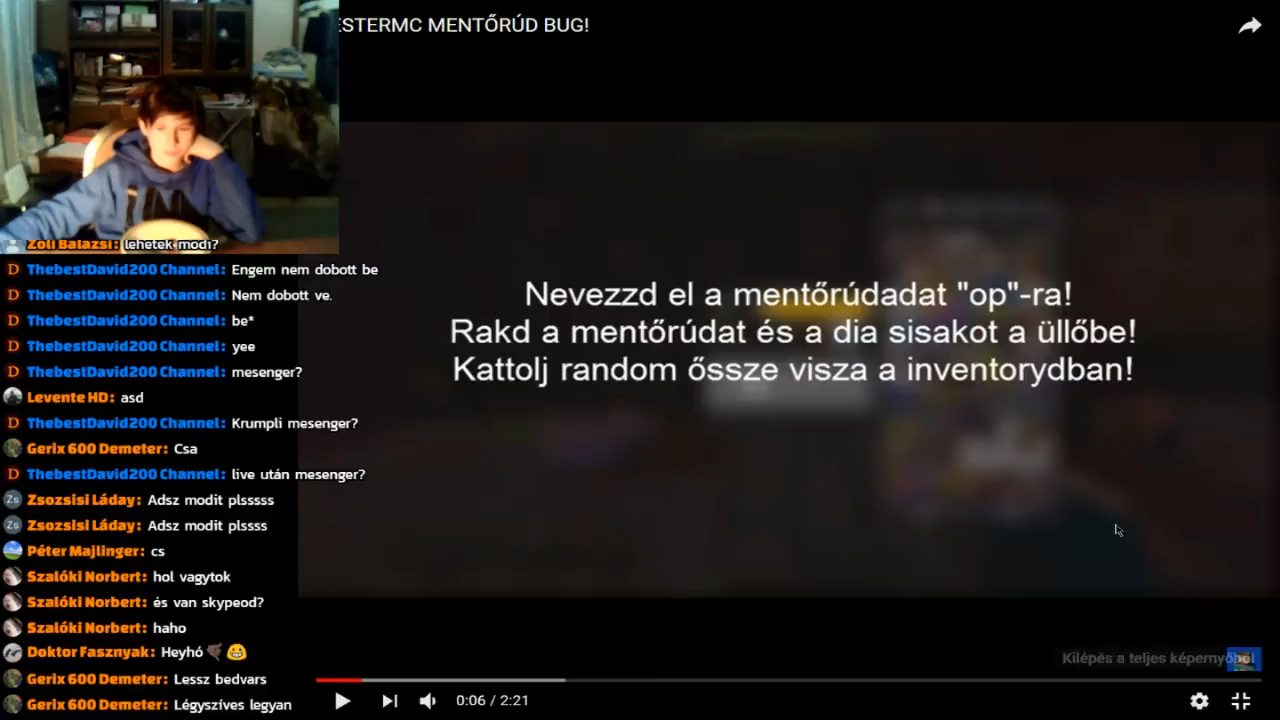 ESTERMC MENTŐRÚD BUG!
Zoli Balázsi: lehetek modi?
ThebestDavid200 Channel: Engem nem dobott be
ThebestDavid200 Channel: Nem dobott ve.
ThebestDavid200 Channel: be*
ThebestDavid200 Channel: yee
ThebestDavid200 Channel: mesenger?
Levente HD: asd
ThebestDavid200 Channel: Krumpli mesenger?
Gerix 600 Demeter: Csa
ThebestDavid200 Channel: live után mesenger?
Zsozsisi Láday: Adsz modit plsssss
Zsozsisi Láday: Adsz modit plssss
Péter Majlinger: cs
Szalóki Norbert: hol vagytok
Szalóki Norbert: és van skypeod?
Szalóki Norbert: haho
Doktor Fasznyak: Heyhó
Gerix 600 Demeter: Lessz bedvars
Gerix 600 Demeter: Légyszíves legyan
Nevezzd el a mentőrúdadat "op"-ra!
Rakd a mentőrúdat és a dia sisakot a üllőbe!
Kattolj random őssze visza a inventorydban!
Kilépés a teljes képernyőből
0:06 / 2:21